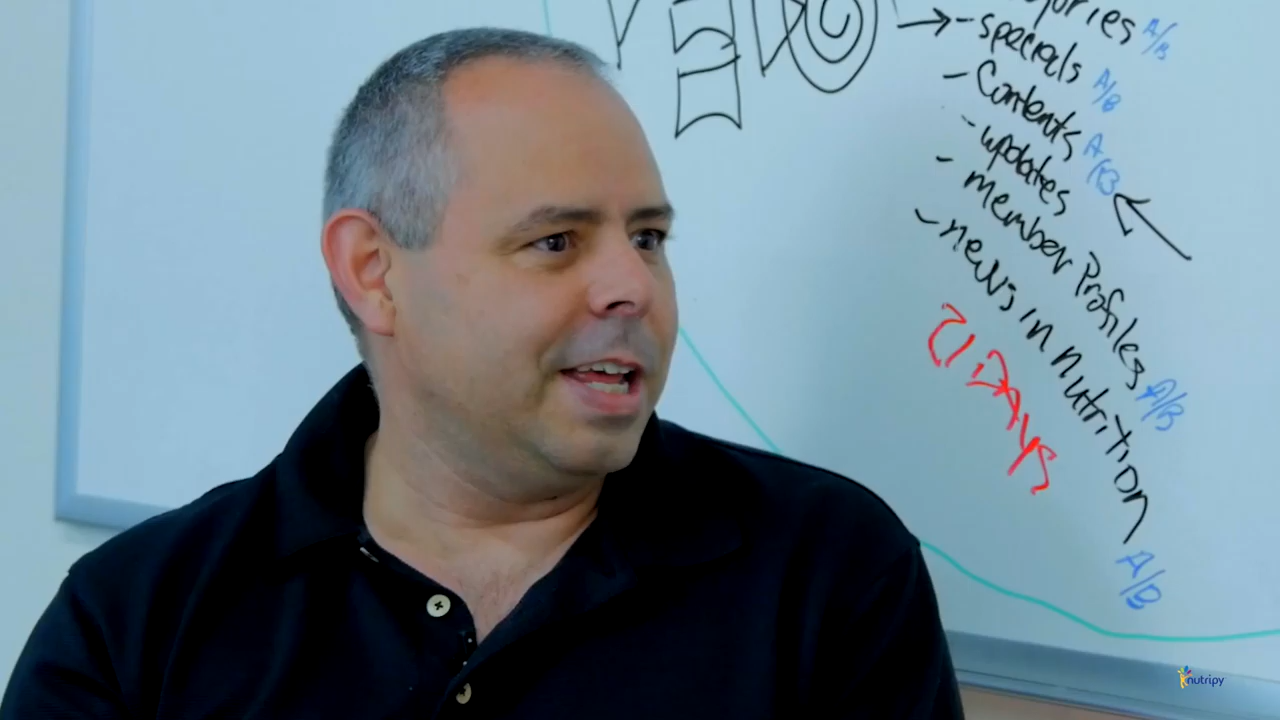 - specials A/B
- Contents A/B
- updates A/B
- member Profiles A/B
- news in nutrition A/B
21 DAYS
nutripy